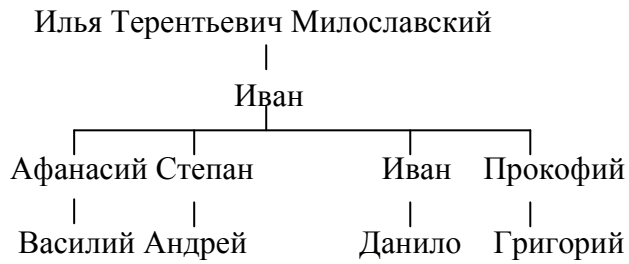 Илья Терентьевич Милославский
Иван
Афанасий Степан Иван Прокофий
Василий Андрей Данило Григорий